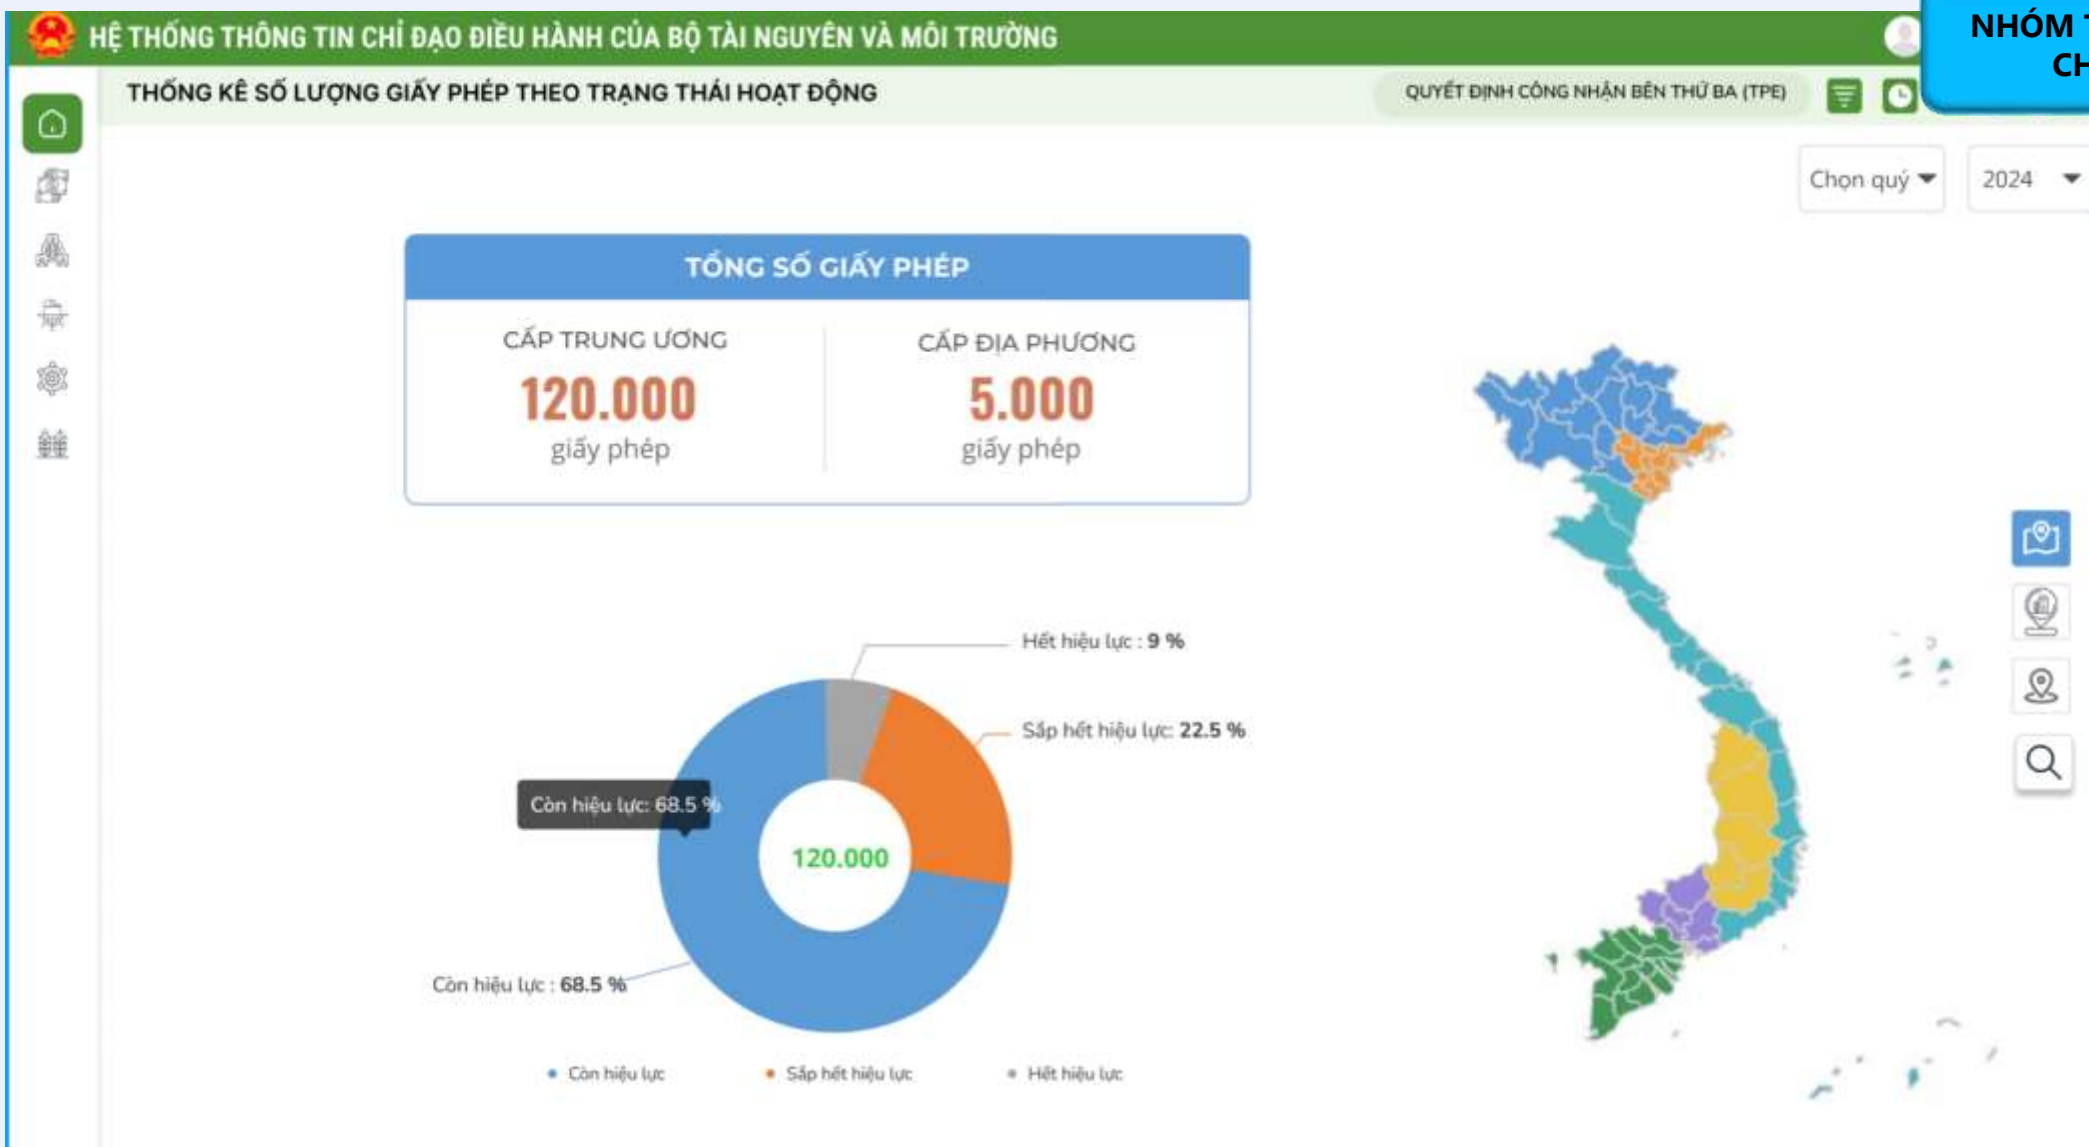 HỆ THỐNG THÔNG TIN CHỈ ĐẠO ĐIỀU HÀNH CỦA BỘ TÀI NGUYÊN VÀ MÔI TRƯỜNG
NHÓM
THỐNG KÊ SỐ LƯỢNG GIẤY PHÉP THEO TRẠNG THÁI HOẠT ĐỘNG
QUYẾT ĐỊNH CÔNG NHẬN BÊN THỨ BA (TPE)
Chọn quý
2024
TỔNG SỐ GIẤY PHÉP
CẤP TRUNG ƯƠNG
120.000
giấy phép
CẤP ĐỊA PHƯƠNG
5.000
giấy phép
Hết hiệu lực : 9 %
Sắp hết hiệu lực: 22.5 %
Còn hiệu lực: 68.5 %
120.000
Còn hiệu lực : 68.5 %
Còn hiệu lực
Sắp hết hiệu lực
Hết hiệu lực